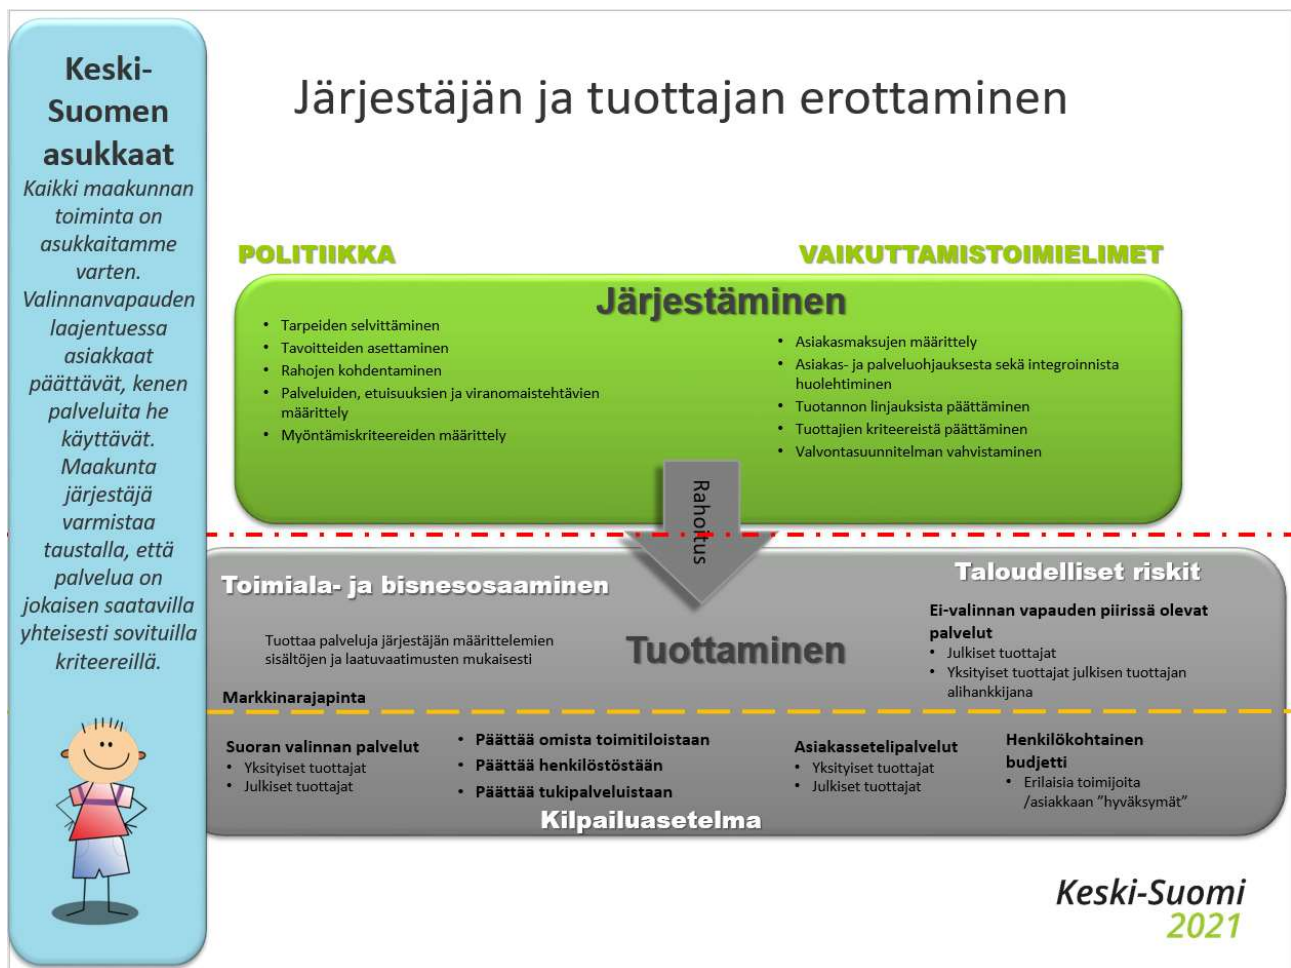 Keski-
Suomen
asukkaat
Kaikki maakunnan
toiminta on
asukkaitamme
varten.
Valinnanvapauden
laajentuessa
asiakkaat
päättävät, kenen
palveluita he
käyttävät.
Maakunta
järjestäjä
varmistaa
taustalla, että
palvelua on
jokaisen saatavilla
yhteisesti sovituilla
kriteereillä.
Järjestäjän ja tuottajan erottaminen
POLITIIKKA
VAIKUTTAMISTOIMIELIMET
Järjestäminen
• Tarpeiden selvittäminen
• Tavoitteiden asettaminen
• Rahojen kohdentaminen
• Palveluiden, etuisuuksien ja viranomaistehtävien
määrittely
• Myöntämiskriteereiden määrittely
• Asiakasmaksujen määrittely
• Asiakas- ja palveluohjauksesta sekä integroinnista
huolehtiminen
• Tuotannon linjauksista päättäminen
• Tuottajien kriteereistä päättäminen
• Valvontasuunnitelman vahvistaminen
Rahoitus
Toimiala- ja bisnesosaaminen
Taloudelliset riskit
Tuottaa palveluja järjestäjän määrittelemien
sisältöjen ja laatuvaatimusten mukaisesti
Tuottaminen
Ei-valinnan vapauden piirissä olevat
palvelut
• Julkiset tuottajat
• Yksityiset tuottajat julkisen tuottajan
alihankkijana
Markkinarajapinta
Suoran valinnan palvelut
• Yksityiset tuottajat
• Julkiset tuottajat
• Päättää omista toimitiloistaan
• Päättää henkilöstöstään
• Päättää tukipalveluistaan
Asiakassetelipalvelut
• Yksityiset tuottajat
• Julkiset tuottajat
Henkilökohtainen
budjetti
• Erilaisia toimijoita
/asiakkaan ”hyväksymät”
Kilpailuasetelma
Keski-Suomi
2021